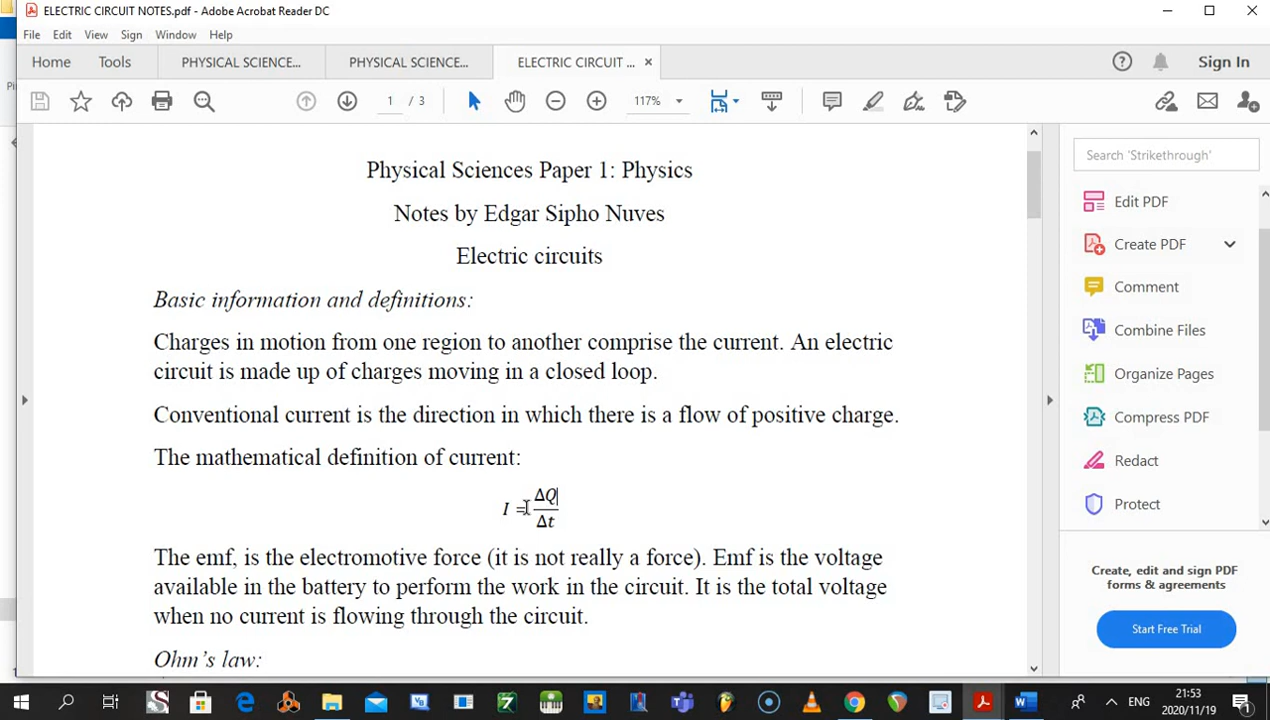 ELECTRIC CIRCUIT NOTES.pdf - Adobe Acrobat Reader DC
File Edit View Sign Window Help
Home Tools PHYSICAL SCIENCE... PHYSICAL SCIENCE... ELECTRIC CIRCUIT ... × Sign In
1 / 3 117%
Physical Sciences Paper 1: Physics
Notes by Edgar Sipho Nuves
Electric circuits
Basic information and definitions:
Charges in motion from one region to another comprise the current. An electric
circuit is made up of charges moving in a closed loop.
Conventional current is the direction in which there is a flow of positive charge.
The mathematical definition of current:
I = ΔQ/Δt
The emf, is the electromotive force (it is not really a force). Emf is the voltage
available in the battery to perform the work in the circuit. It is the total voltage
when no current is flowing through the circuit.
Ohm's law:
Search 'Strikethrough'
Edit PDF
Create PDF
Comment
Combine Files
Organize Pages
Compress PDF
Redact
Protect
Create, edit and sign PDF
forms & agreements
Start Free Trial
ENG
21:53
2020/11/19
1